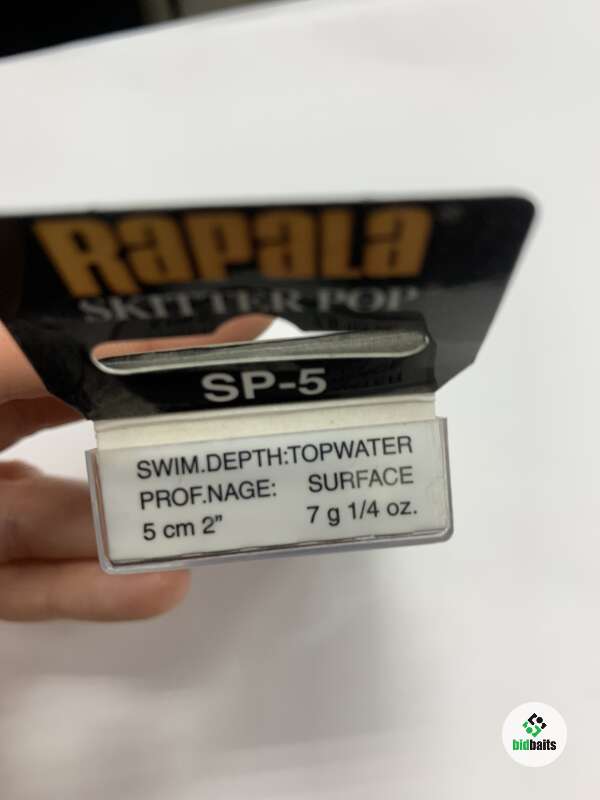 RAPALA
SKITTER POP
SP-5
SWIM.DEPTH:TOPWATER
PROF.NAGE: SURFACE
5 cm 2" 7 g 1/4 oz.
bidbaits